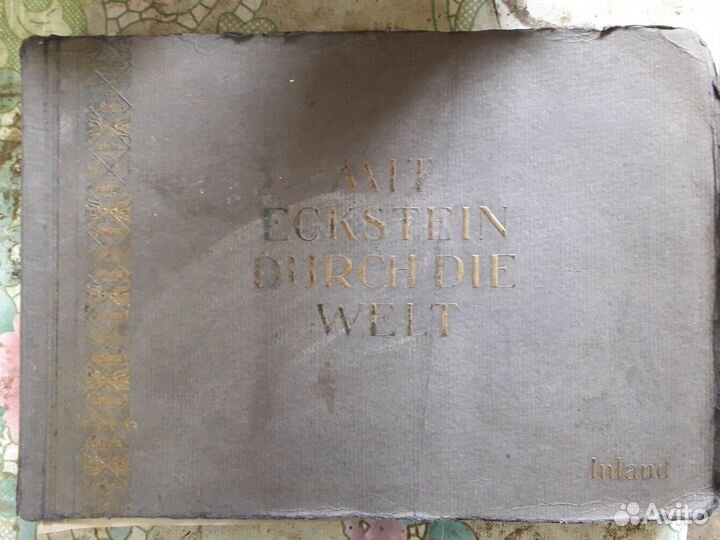 MIT
ECKSTEIN
DURCH DIE
WELT
Inland
Avito